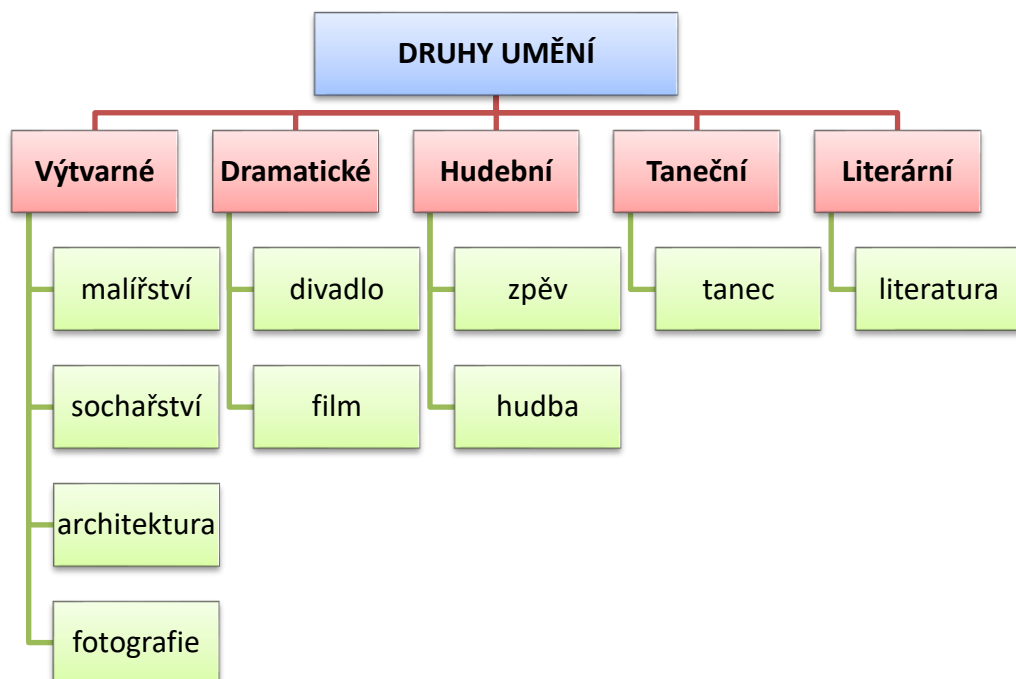 DRUHY UMĚNÍ
Výtvarné
Dramatické
Hudební
Taneční
Literární
malířství
divadlo
zpěv
tanec
literatura
sochařství
film
hudba
architektura
fotografie